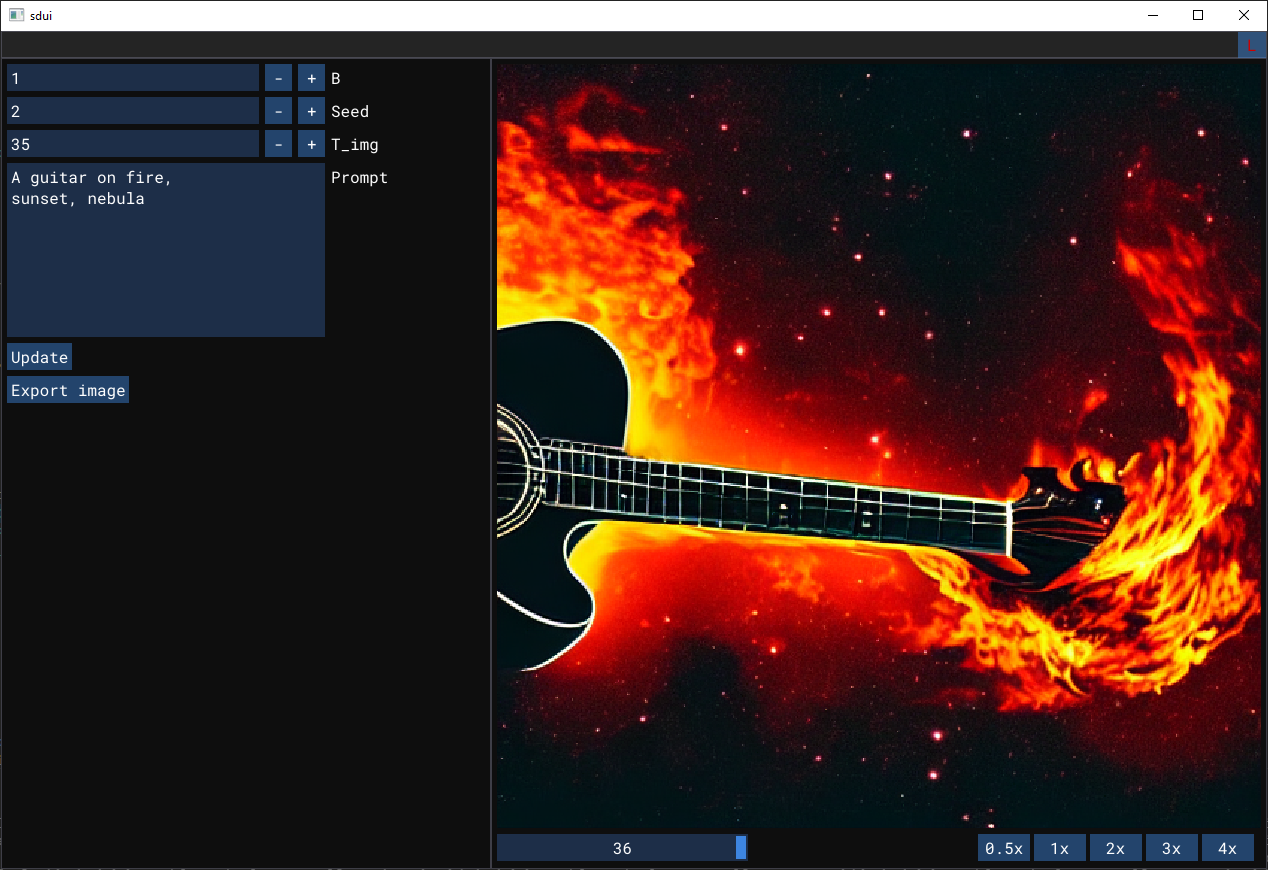 sdui
L
1 - + B
2 - + Seed
35 - + T_img
A guitar on fire, Prompt
sunset, nebula
Update
Export image
36 0.5x 1x 2x 3x 4x